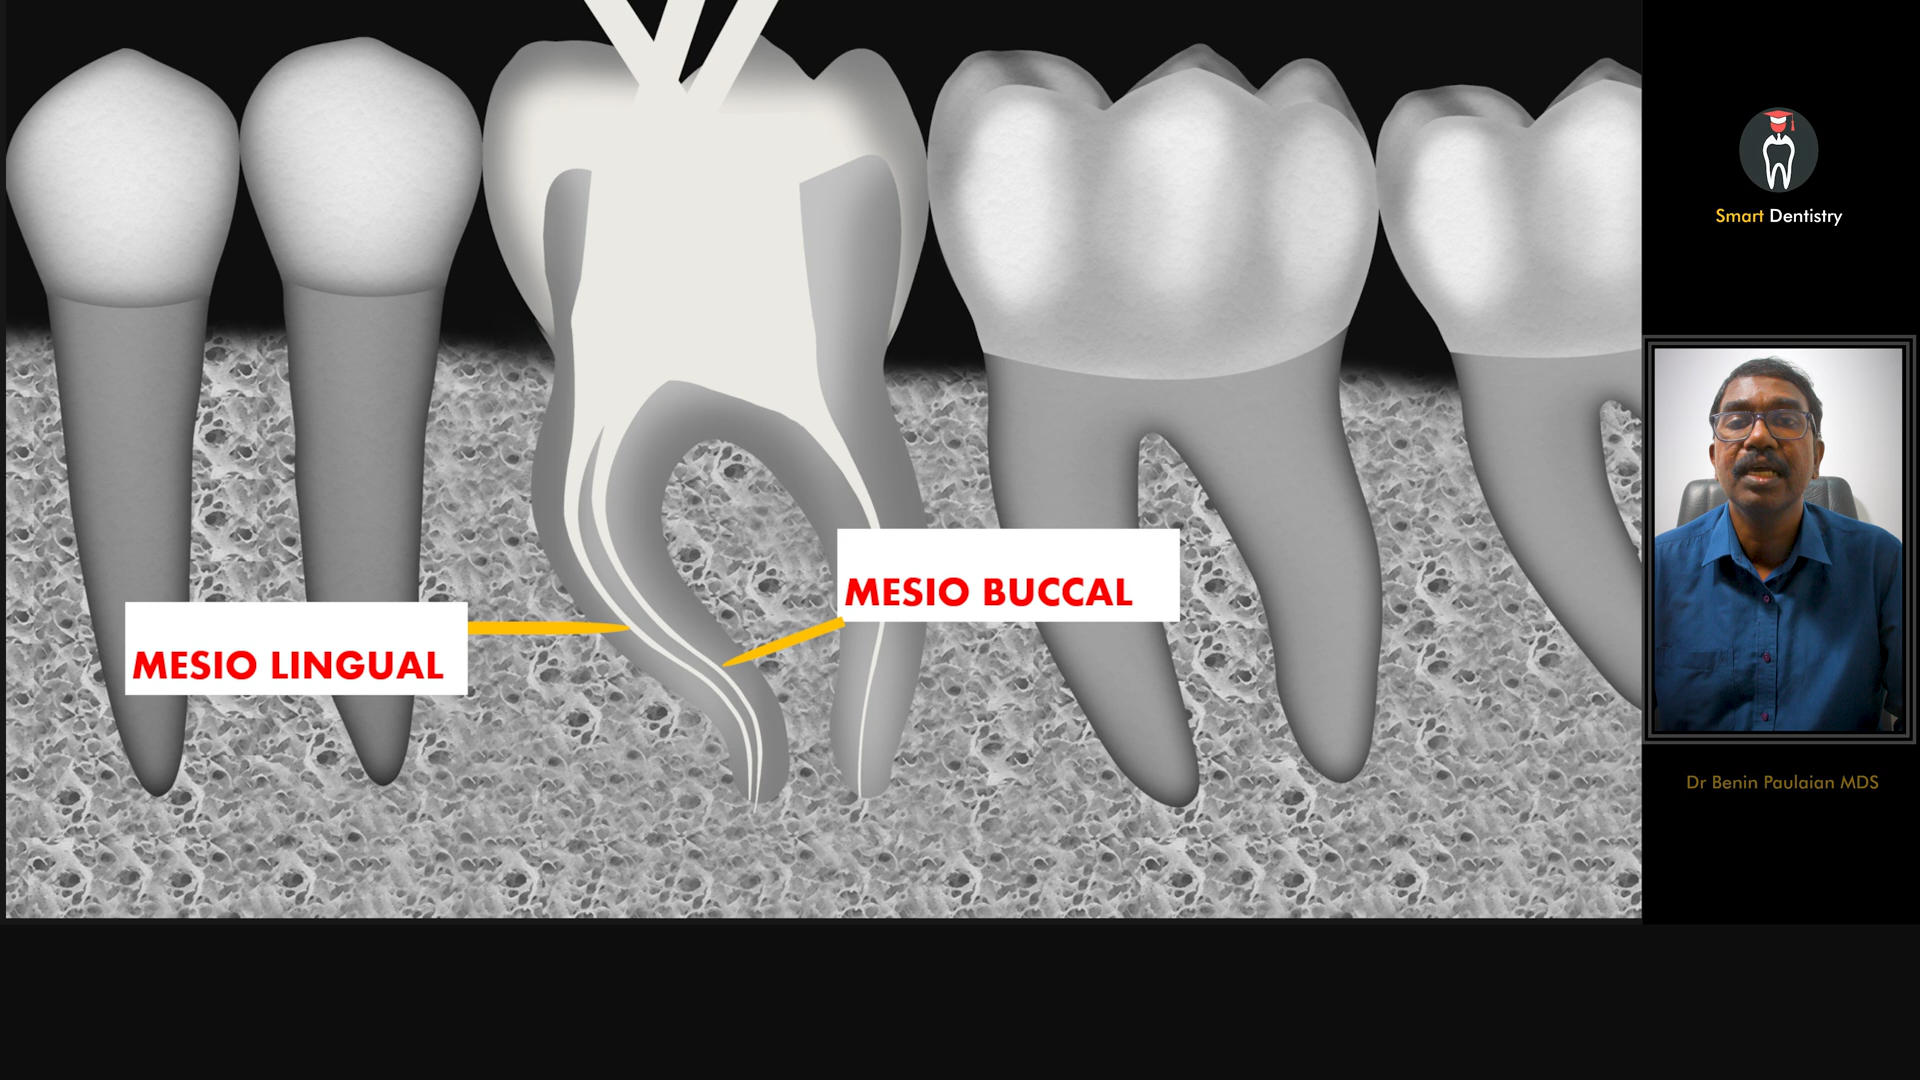 Smart Dentistry
MESIO BUCCAL
MESIO LINGUAL
Dr Benin Paulaian MDS